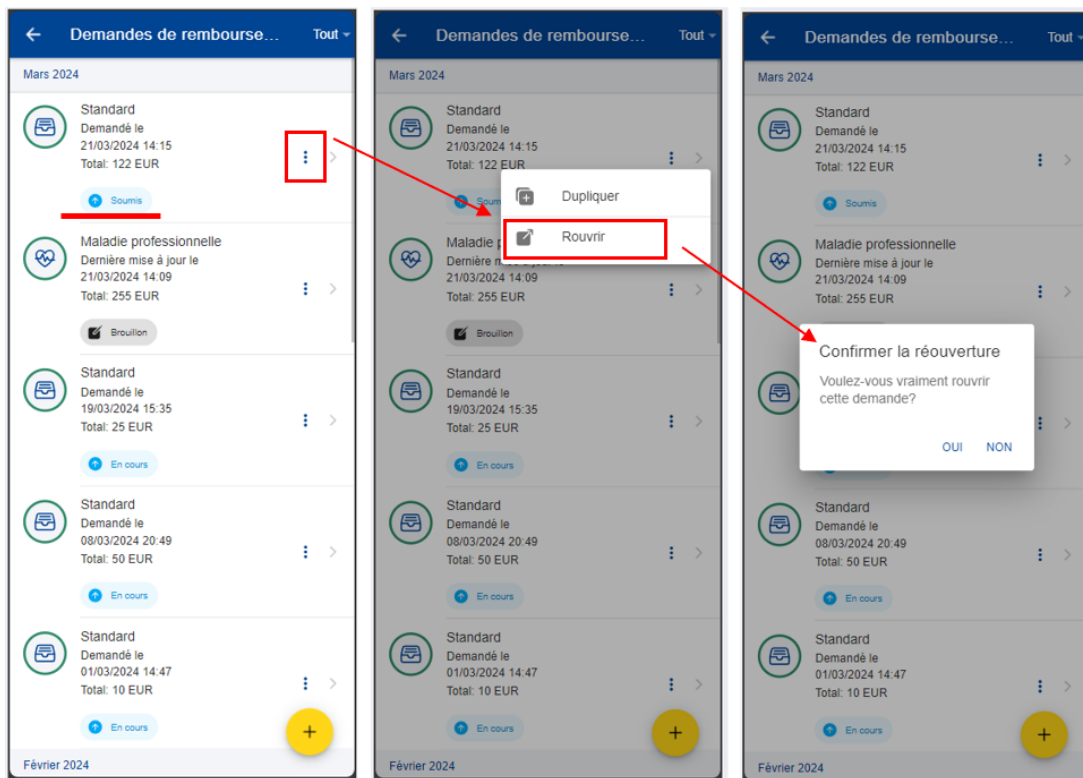 Demandes de rembourse... Tout
Mars 2024
Standard
Demandé le
21/03/2024 14:15
Total: 122 EUR
Soumis
Maladie professionnelle
Dernière mise à jour le
21/03/2024 14:09
Total: 255 EUR
Brouillon
Standard
Demandé le
19/03/2024 15:35
Total: 25 EUR
En cours
Standard
Demandé le
08/03/2024 20:49
Total: 50 EUR
En cours
Standard
Demandé le
01/03/2024 14:47
Total: 10 EUR
En cours
Février 2024
Demandes de rembourse... Tout
Mars 2024
Standard
Demandé le
21/03/2024 14:15
Total: 122 EUR
Dupliquer
Rouvrir
Maladie
Dernière
21/03/2024 14:09
Total: 255 EUR
Brouillon
Standard
Demandé le
19/03/2024 15:35
Total: 25 EUR
En cours
Standard
Demandé le
08/03/2024 20:49
Total: 50 EUR
En cours
Standard
Demandé le
01/03/2024 14:47
Total: 10 EUR
En cours
Février 2024
Demandes de rembourse... Tout
Mars 2024
Standard
Demandé le
21/03/2024 14:15
Total: 122 EUR
Soumis
Maladie professionnelle
Dernière mise à jour le
21/03/2024 14:09
Total: 255 EUR
Confirmer la réouverture
Voulez-vous vraiment rouvrir
cette demande?
OUI NON
Standard
Demandé le
08/03/2024 20:49
Total: 50 EUR
En cours
Standard
Demandé le
01/03/2024 14:47
Total: 10 EUR
En cours
Février 2024